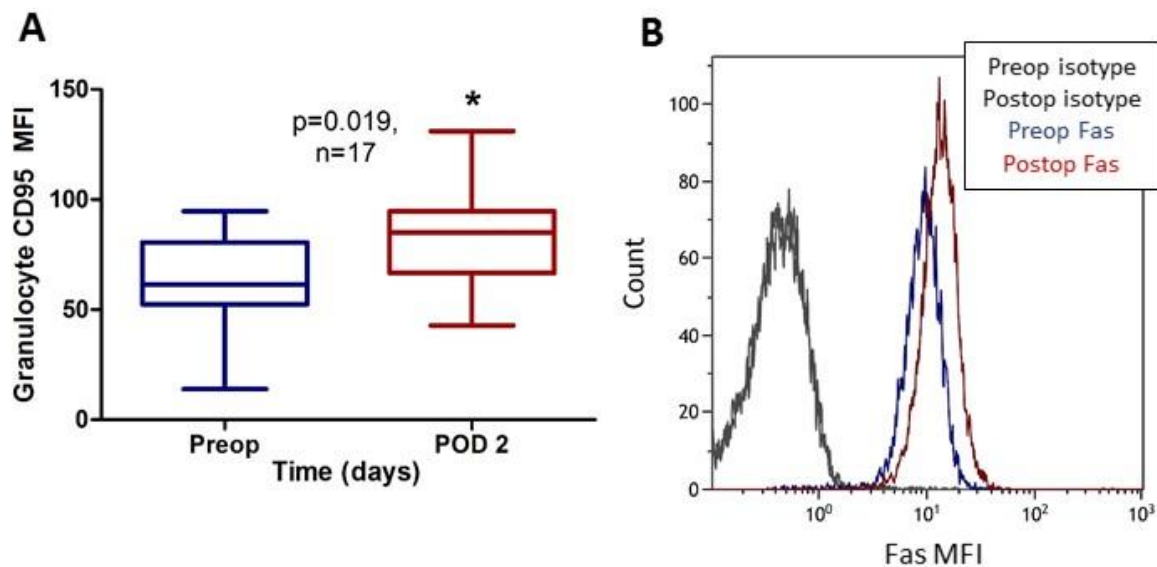 A
Granulocyte CD95 MFI
150
100
50
0
p=0.019,
n=17
*
Preop
POD 2
Time (days)
B
Count
100
80
60
40
20
0
Preop isotype
Postop isotype
Preop Fas
Postop Fas
10⁰
10¹
10²
10³
Fas MFI